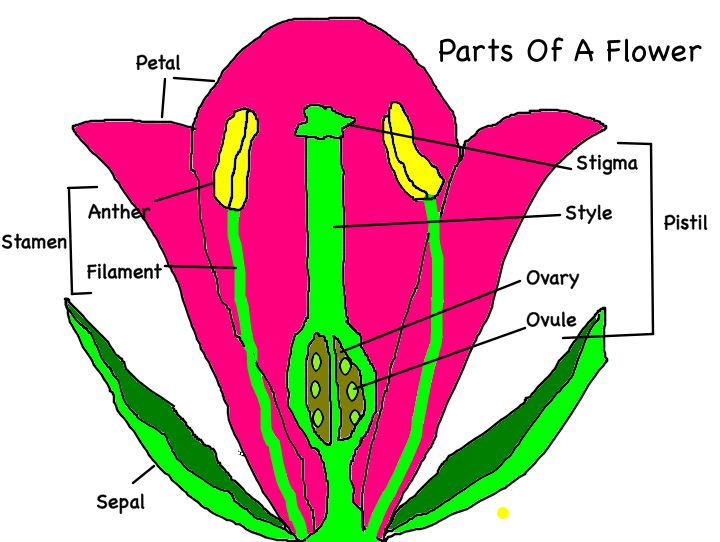 Parts Of A Flower
Petal
Stigma
Anther
Style
Pistil
Stamen
Filament
Ovary
Ovule
Sepal